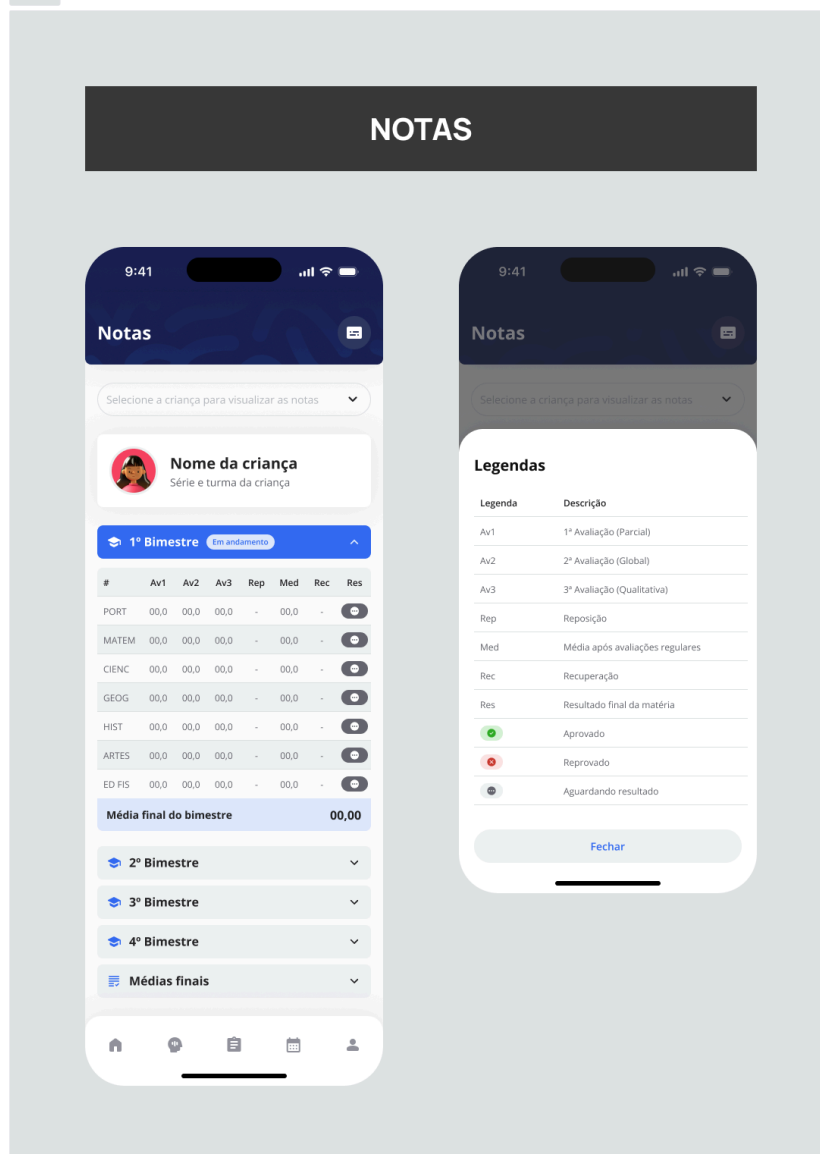 NOTAS
9:41
Notas
Selecione a criança para visualizar as notas
Nome da criança
Série e turma da criança
1º Bimestre Em andamento
# Av1 Av2 Av3 Rep Med Rec Res
PORT 00,0 00,0 00,0 - 00,0 -
MATEM 00,0 00,0 00,0 - 00,0 -
CIENC 00,0 00,0 00,0 - 00,0 -
GEOG 00,0 00,0 00,0 - 00,0 -
HIST 00,0 00,0 00,0 - 00,0 -
ARTES 00,0 00,0 00,0 - 00,0 -
ED FIS 00,0 00,0 00,0 - 00,0 -
Média final do bimestre 00,00
2º Bimestre
3º Bimestre
4º Bimestre
Médias finais
9:41
Notas
Selecione a criança para visualizar as notas
Legendas
Legenda Descrição
Av1 1ª Avaliação (Parcial)
Av2 2ª Avaliação (Global)
Av3 3ª Avaliação (Qualitativa)
Rep Reposição
Med Média após avaliações regulares
Rec Recuperação
Res Resultado final da matéria
Aprovado
Reprovado
Aguardando resultado
Fechar